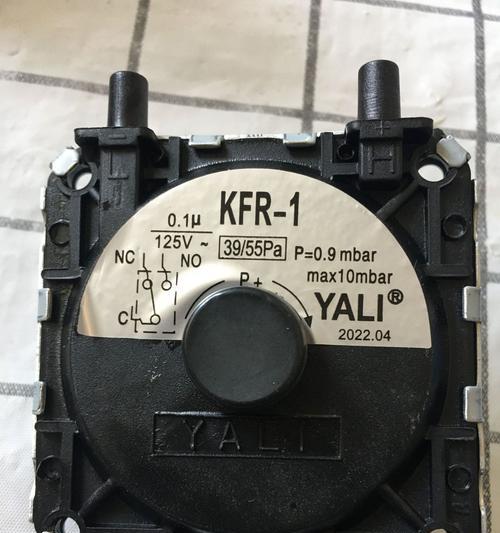 - +
L H
KFR-1
0.1µ
125V ~
39/55Pa P=0.9 mbar
max10mbar
NC NO
P+
C
YALI®
2022.04
YALI